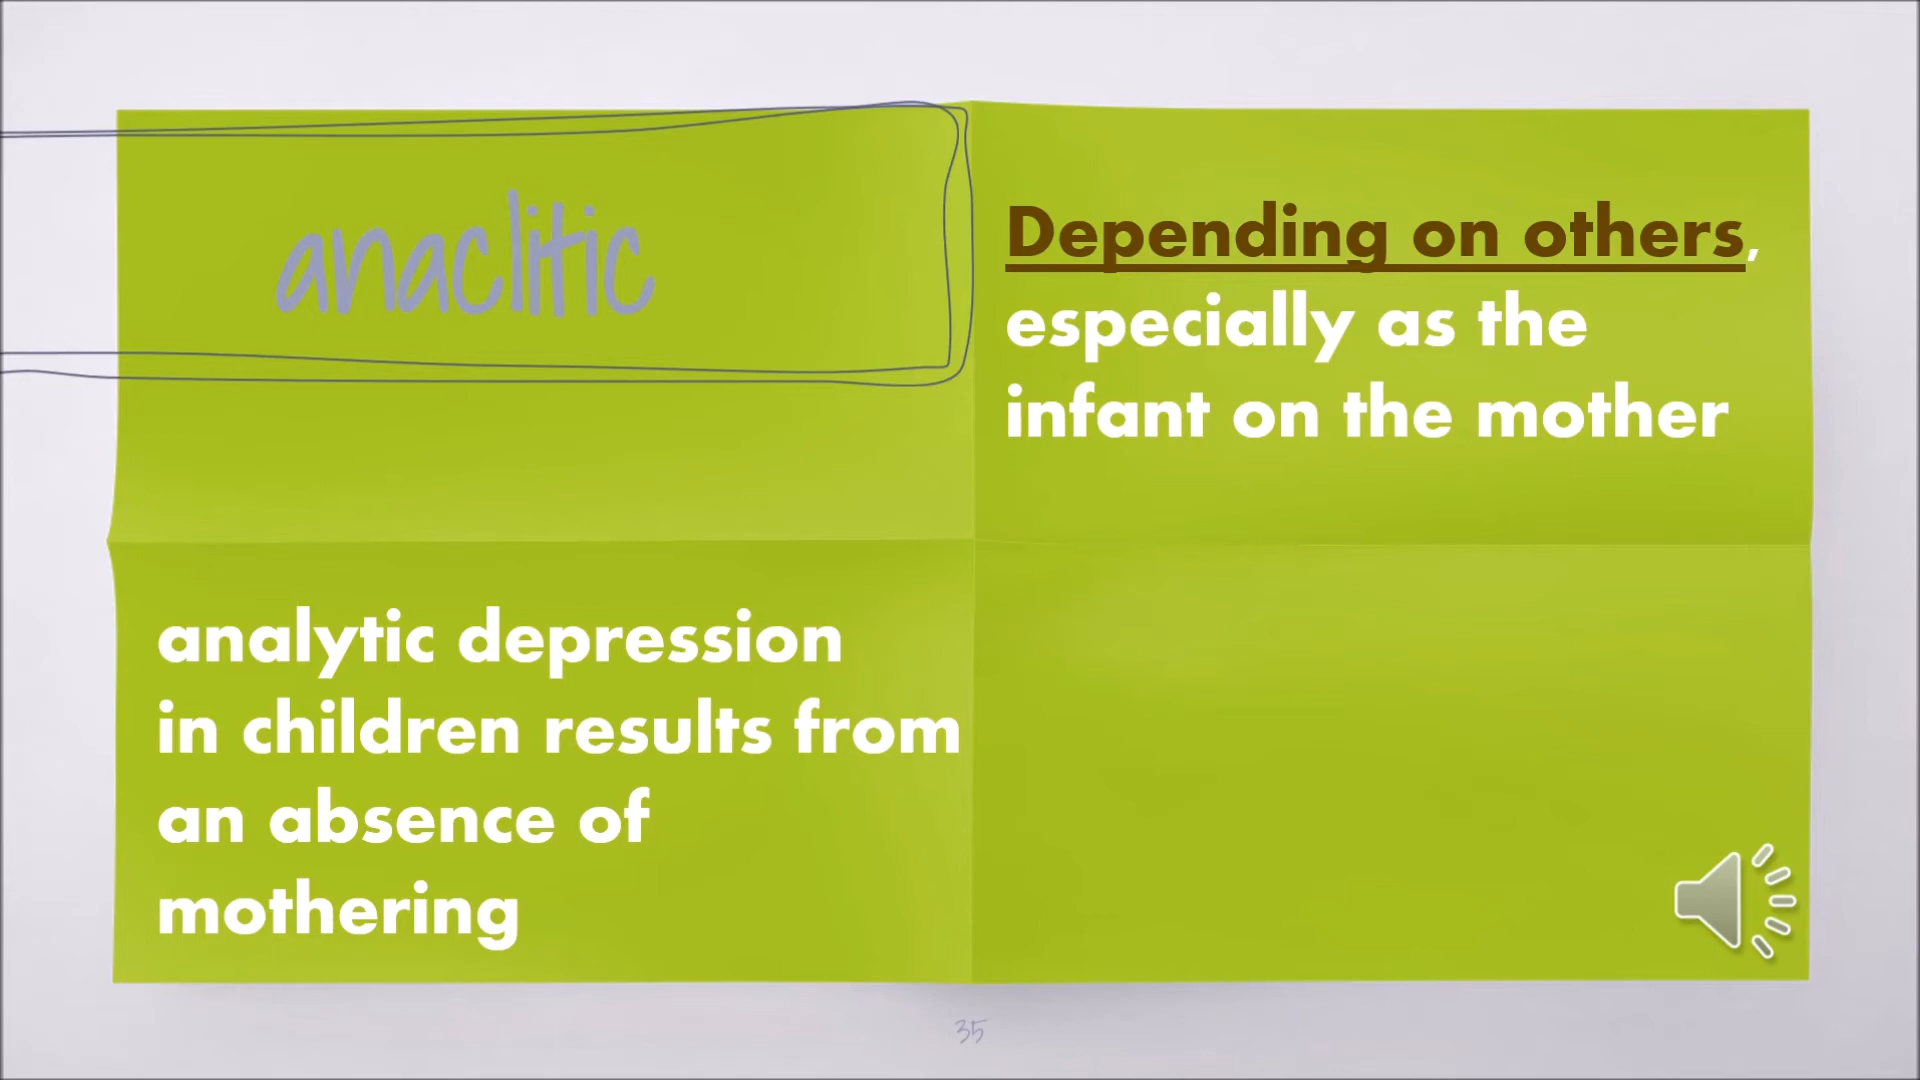 anaclitic
Depending on others,
especially as the
infant on the mother
analytic depression
in children results from
an absence of
mothering
35